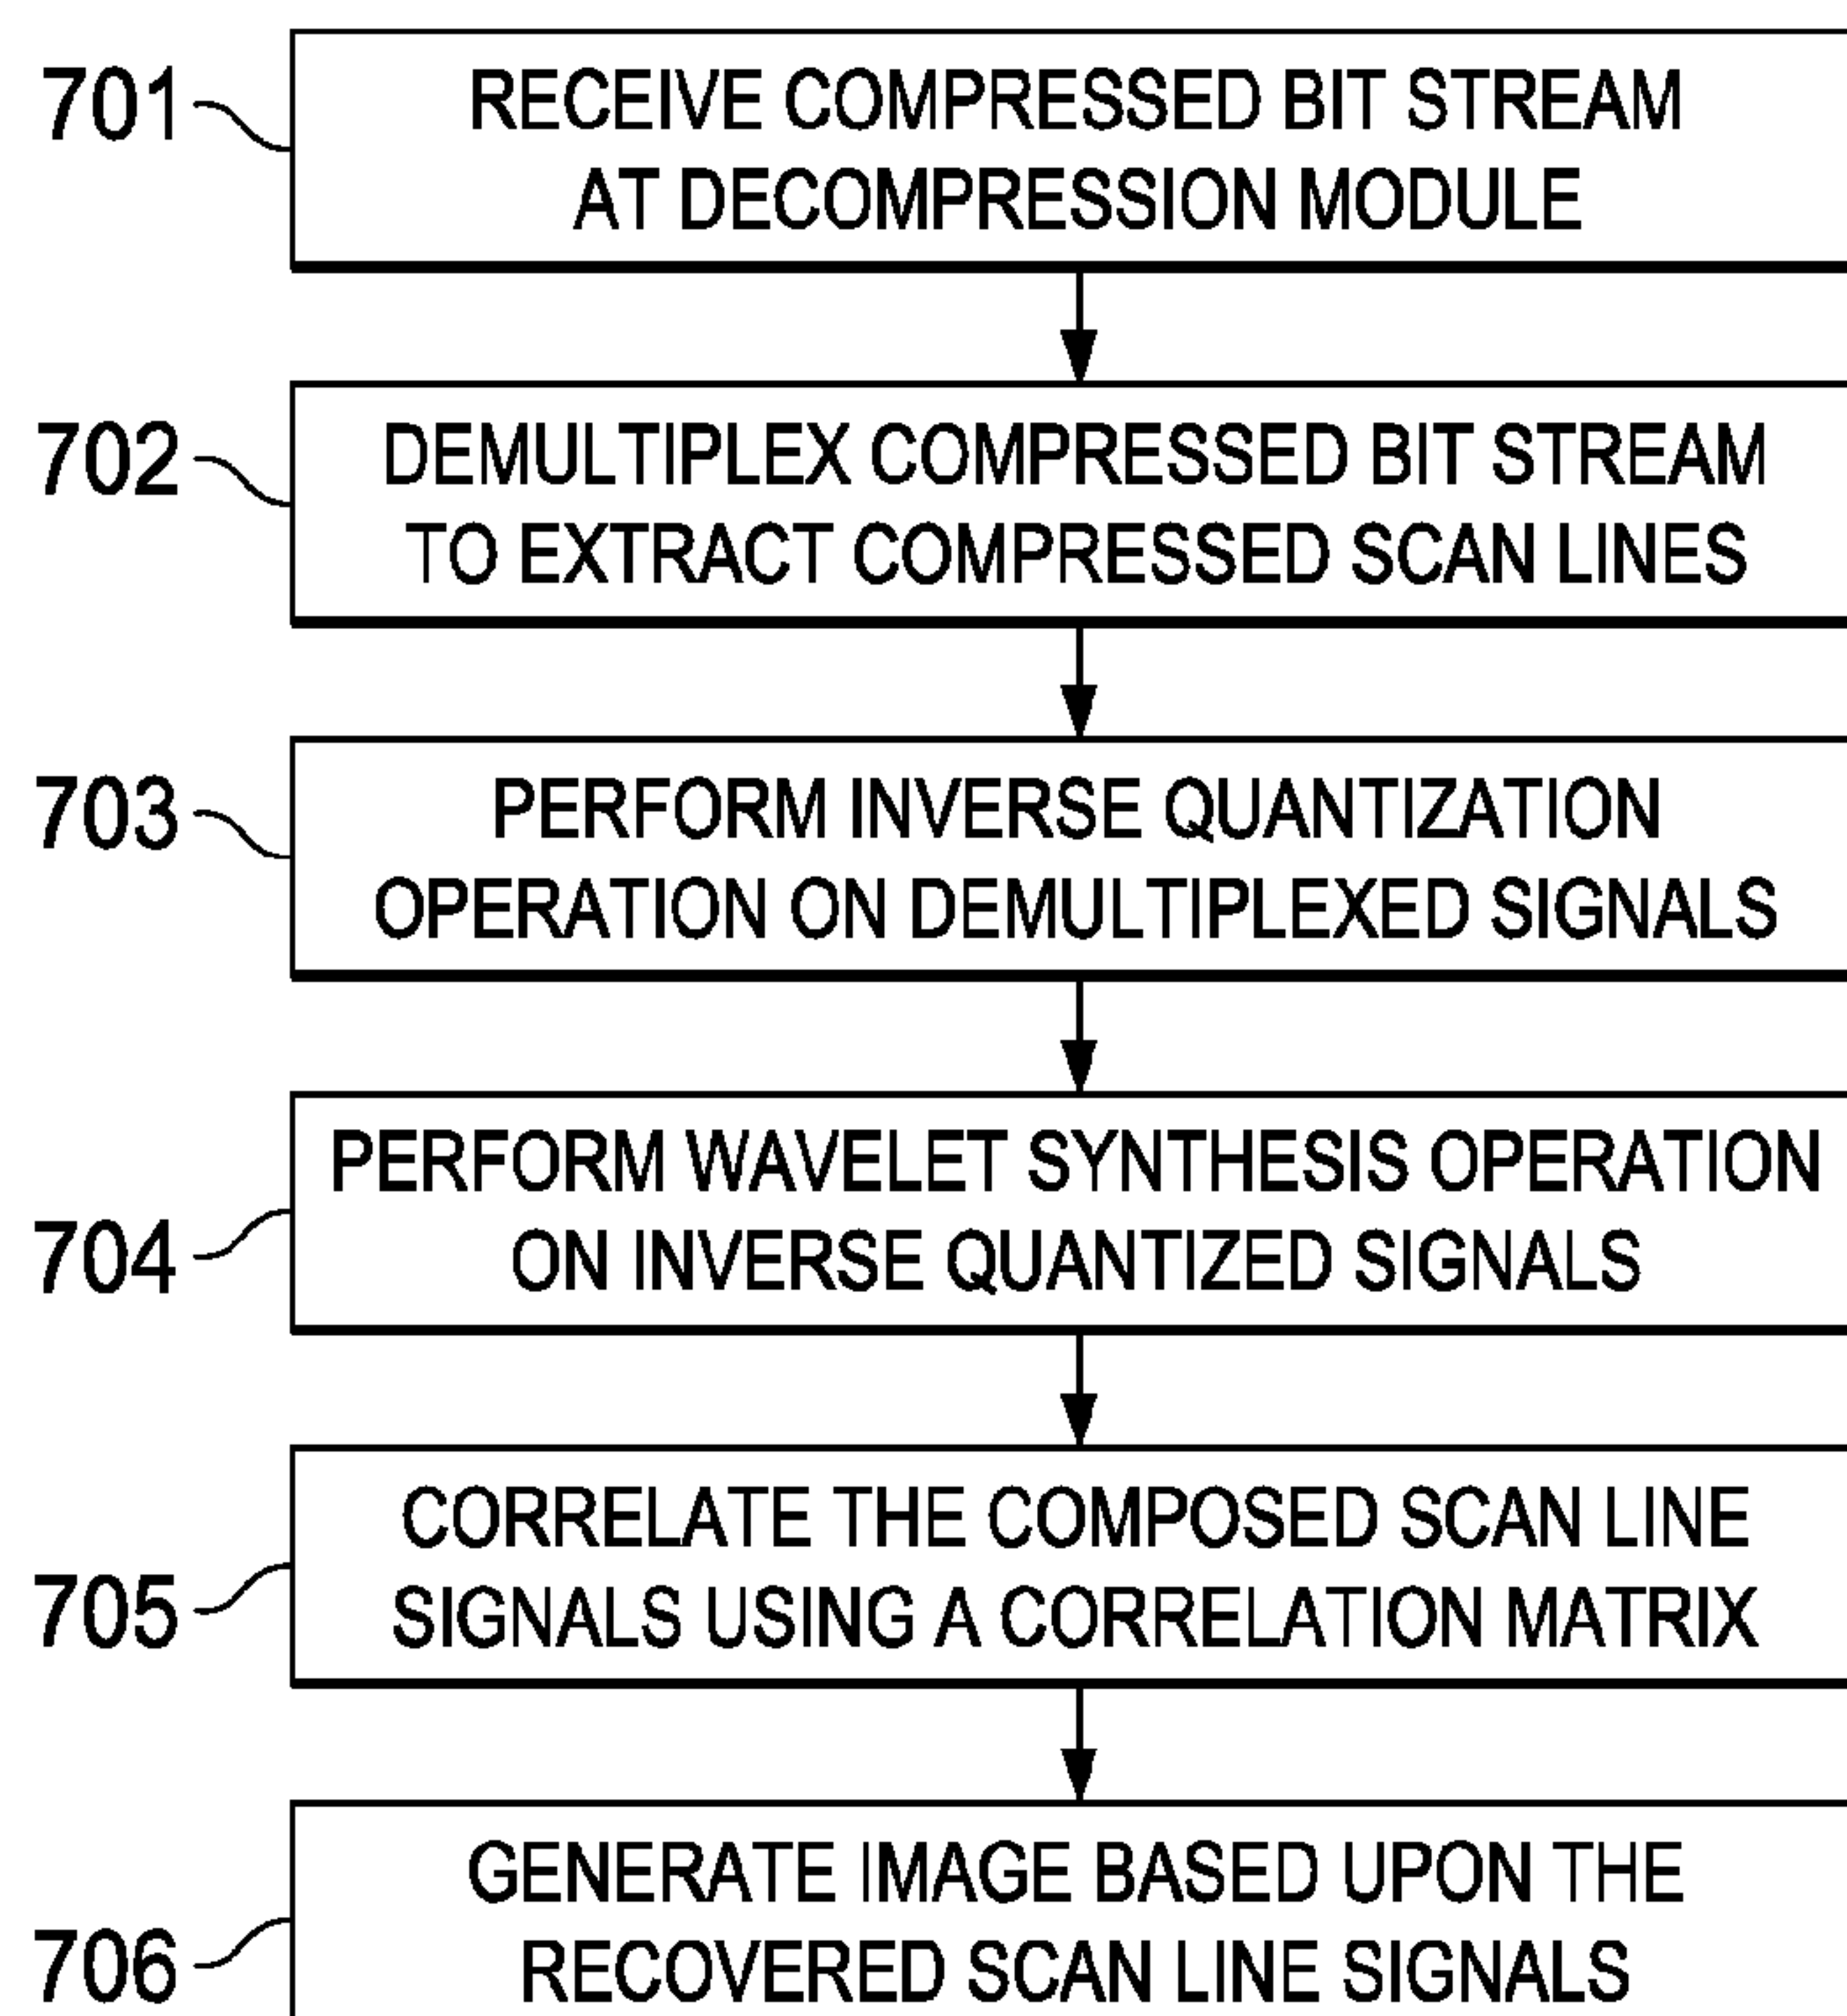 701
RECEIVE COMPRESSED BIT STREAM
AT DECOMPRESSION MODULE
702
DEMULTIPLEX COMPRESSED BIT STREAM
TO EXTRACT COMPRESSED SCAN LINES
703
PERFORM INVERSE QUANTIZATION
OPERATION ON DEMULTIPLEXED SIGNALS
704
PERFORM WAVELET SYNTHESIS OPERATION
ON INVERSE QUANTIZED SIGNALS
705
CORRELATE THE COMPOSED SCAN LINE
SIGNALS USING A CORRELATION MATRIX
706
GENERATE IMAGE BASED UPON THE
RECOVERED SCAN LINE SIGNALS